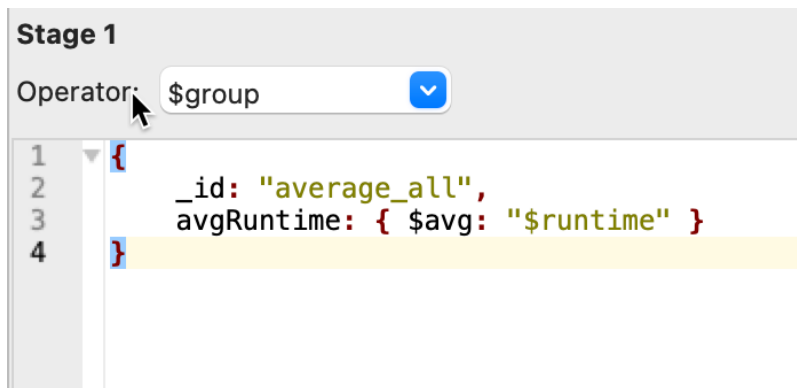 Stage 1
Operator: $group
1 {
2 _id: "average_all",
3 avgRuntime: { $avg: "$runtime" }
4 }